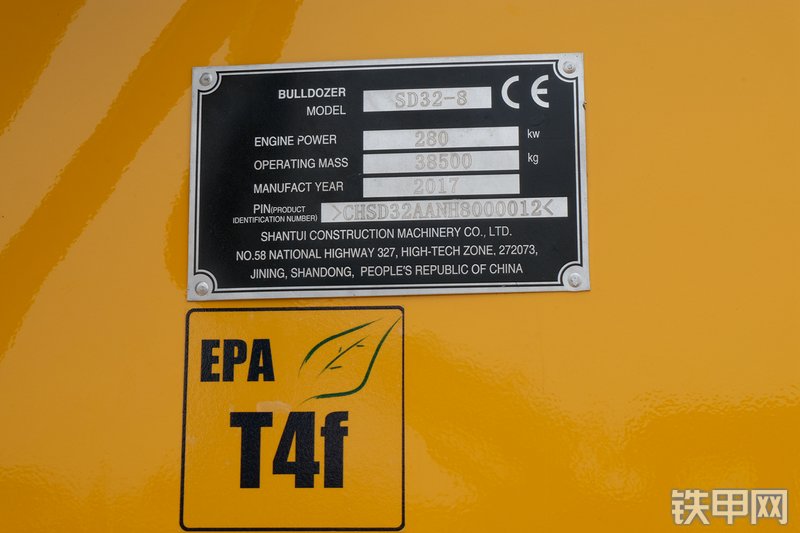 BULLDOZER
MODEL SD32-8 CE
ENGINE POWER 280 kw
OPERATING MASS 38500 kg
MANUFACT YEAR 2017
PIN(PRODUCT
IDENTIFICATION NUMBER) >CHSD32AANH8000012<
SHANTUI CONSTRUCTION MACHINERY CO., LTD.
NO.58 NATIONAL HIGHWAY 327, HIGH-TECH ZONE, 272073,
JINING, SHANDONG, PEOPLE'S REPUBLIC OF CHINA
EPA
T4f
铁甲网